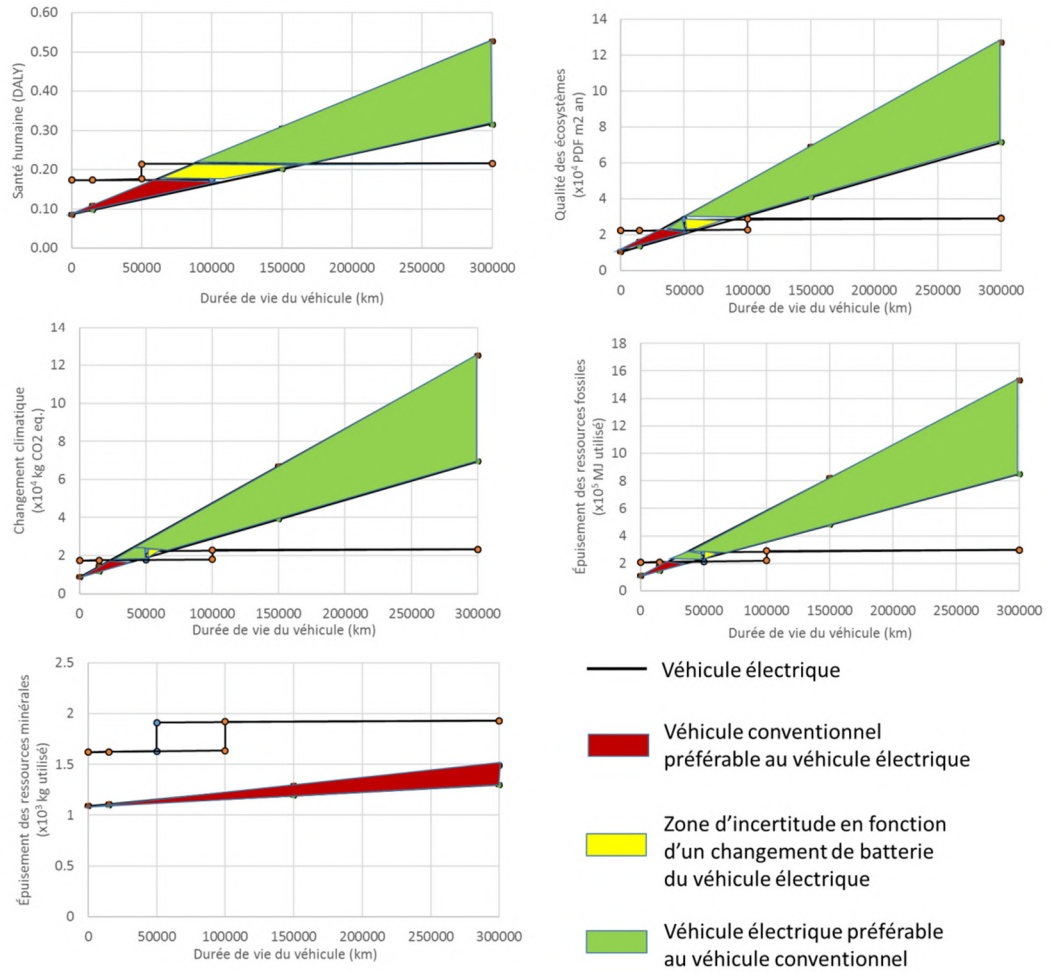 Santé humaine (DALY)
0.60
0.50
0.40
0.30
0.20
0.10
0.00
0 50000 100000 150000 200000 250000 300000
Durée de vie du véhicule (km)
Qualité des écosystèmes
(x10⁴ PDF m2 an)
14
12
10
8
6
4
2
0
0 50000 100000 150000 200000 250000 300000
Durée de vie du véhicule (km)
Changement climatique
(x10⁴ kg CO2 eq.)
14
12
10
8
6
4
2
0
0 50000 100000 150000 200000 250000 300000
Durée de vie du véhicule (km)
Épuisement des ressources fossiles
(x10⁵ MJ utilisé)
18
16
14
12
10
8
6
4
2
0
0 50000 100000 150000 200000 250000 300000
Durée de vie du véhicule (km)
Épuisement des ressources minérales
(x10³ kg utilisé)
2.5
2
1.5
1
0.5
0
0 50000 100000 150000 200000 250000 300000
Durée de vie du véhicule (km)
Véhicule électrique
Véhicule conventionnel
préférable au véhicule électrique
Zone d'incertitude en fonction
d'un changement de batterie
du véhicule électrique
Véhicule électrique préférable
au véhicule conventionnel